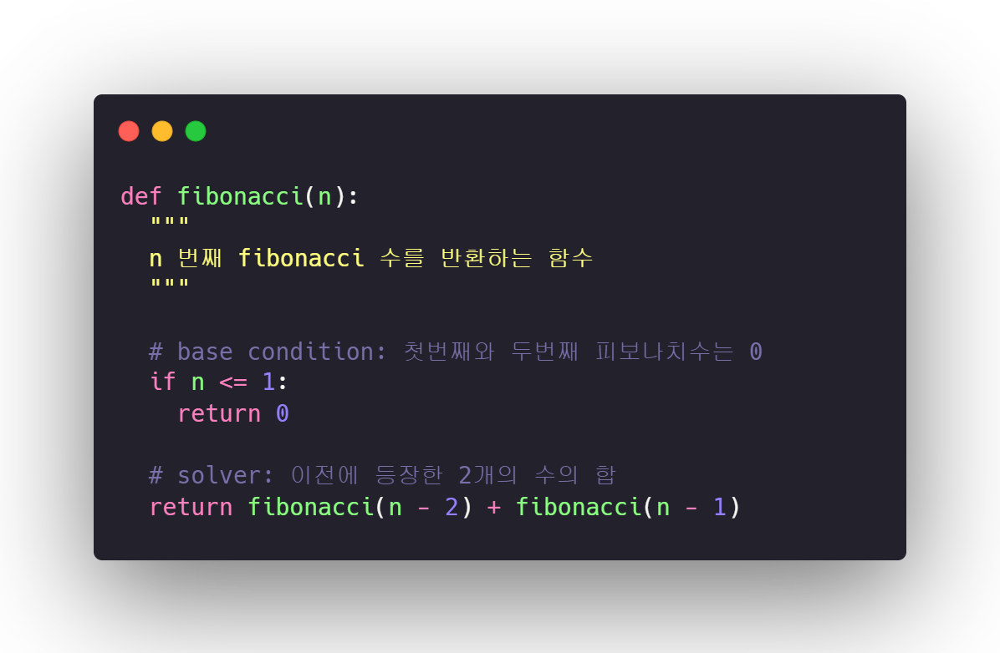 def fibonacci(n):
  """
  n 번째 fibonacci 수를 반환하는 함수
  """
  # base condition: 첫번째와 두번째 피보나치수는 0
  if n <= 1:
    return 0
  # solver: 이전에 등장한 2개의 수의 합
  return fibonacci(n - 2) + fibonacci(n - 1)